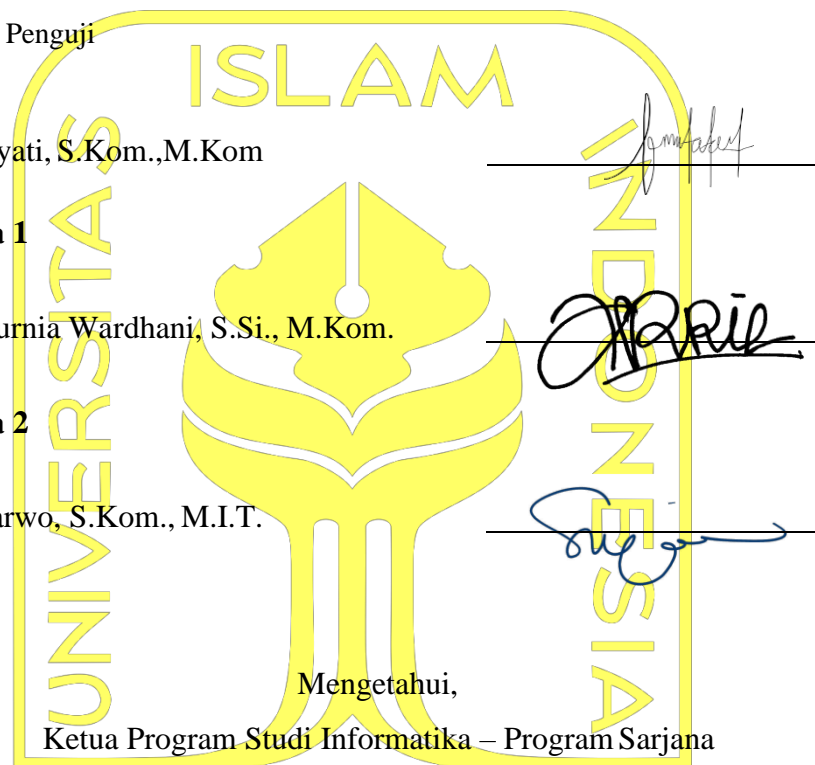 Penguji
ISLAM
UNIVERSITAS
INDONESIA
yati, S.Kom.,M.Kom
a 1
urnia Wardhani, S.Si., M.Kom.
a 2
arwo, S.Kom., M.I.T.
Mengetahui,
Ketua Program Studi Informatika – Program Sarjana